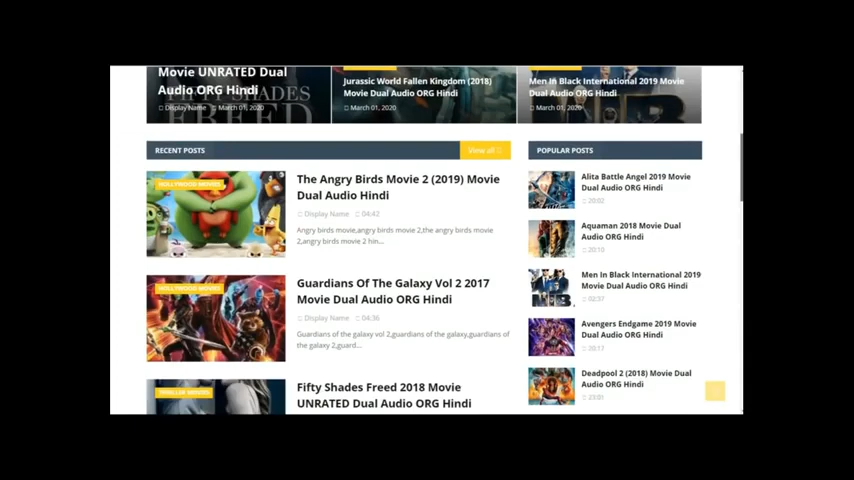 Movie UNRATED Dual
Audio ORG Hindi
Display Name March 01, 2020
Jurassic World Fallen Kingdom (2018)
Movie Dual Audio ORG Hindi
March 01, 2020
Men In Black International 2019 Movie
Dual Audio ORG Hindi
March 01, 2020
RECENT POSTS
View all
HOLLYWOOD MOVIES
The Angry Birds Movie 2 (2019) Movie
Dual Audio Hindi
Display Name 04:42
Angry birds movie,angry birds movie 2,the angry birds movie
2,angry birds movie 2 hin...
HOLLYWOOD MOVIES
Guardians Of The Galaxy Vol 2 2017
Movie Dual Audio ORG Hindi
Display Name 04:36
Guardians of the galaxy vol 2,guardians of the galaxy,guardians of
the galaxy 2,guard...
THRILLER MOVIES
Fifty Shades Freed 2018 Movie
UNRATED Dual Audio ORG Hindi
POPULAR POSTS
Alita Battle Angel 2019 Movie
Dual Audio ORG Hindi
20:02
Aquaman 2018 Movie Dual
Audio ORG Hindi
20:10
Men In Black International 2019
Movie Dual Audio ORG Hindi
02:57
Avengers Endgame 2019 Movie
Dual Audio ORG Hindi
20:17
Deadpool 2 (2018) Movie Dual
Audio ORG Hindi
23:01